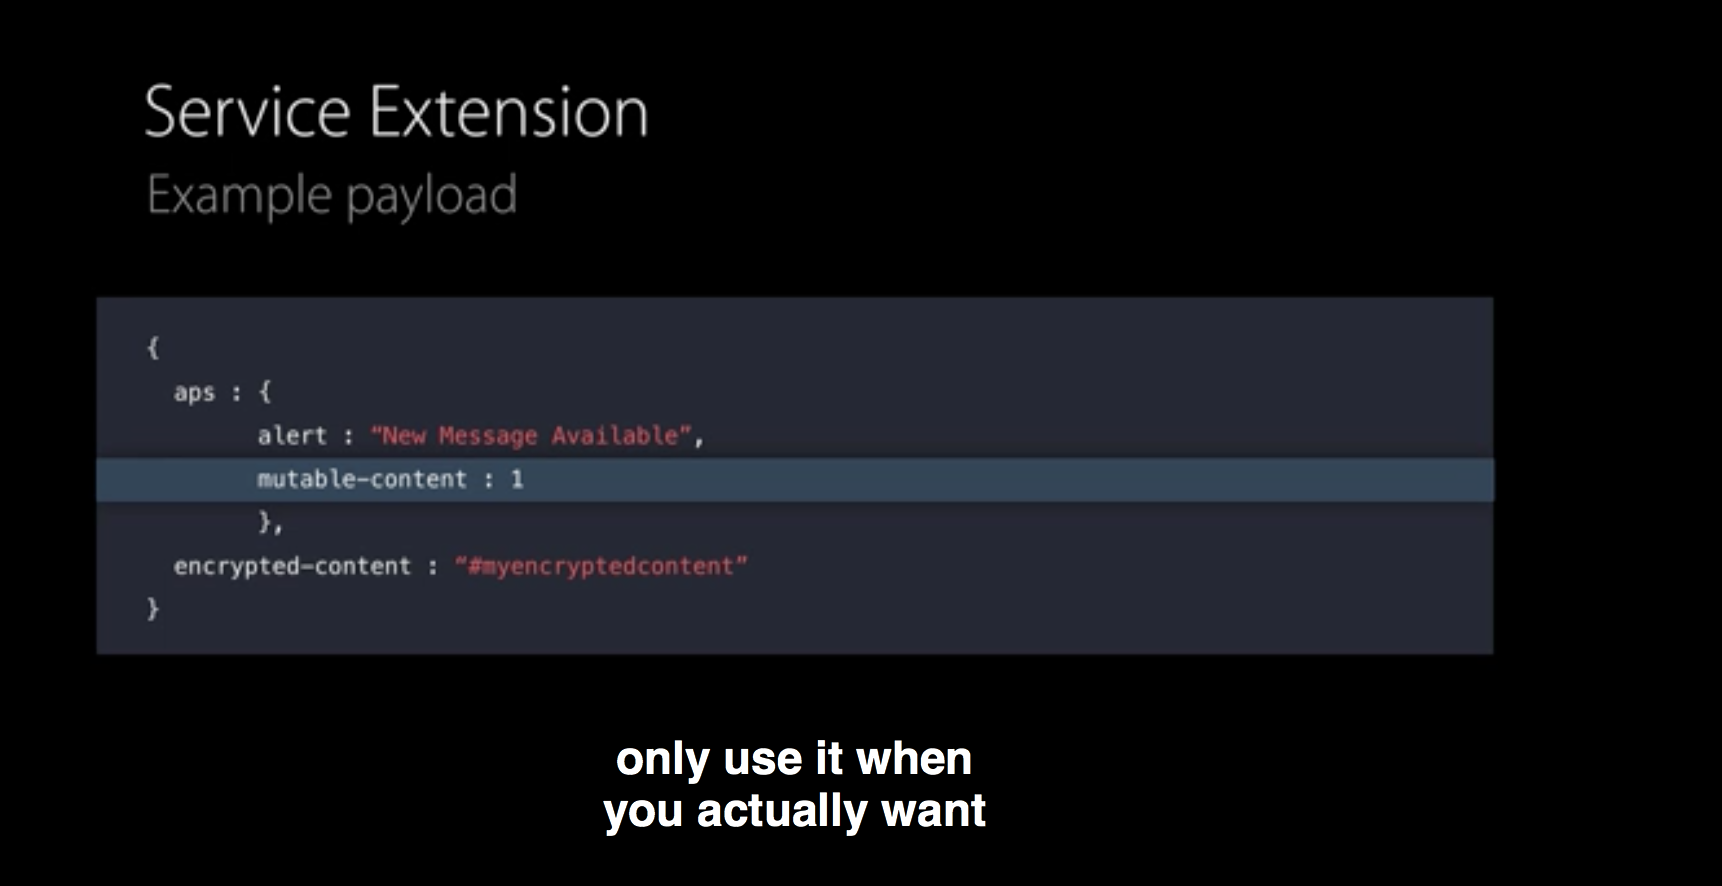 Service Extension
Example payload
{
aps : {
alert : “New Message Available”,
mutable-content : 1
},
encrypted-content : “#myencryptedcontent”
}
only use it when
you actually want